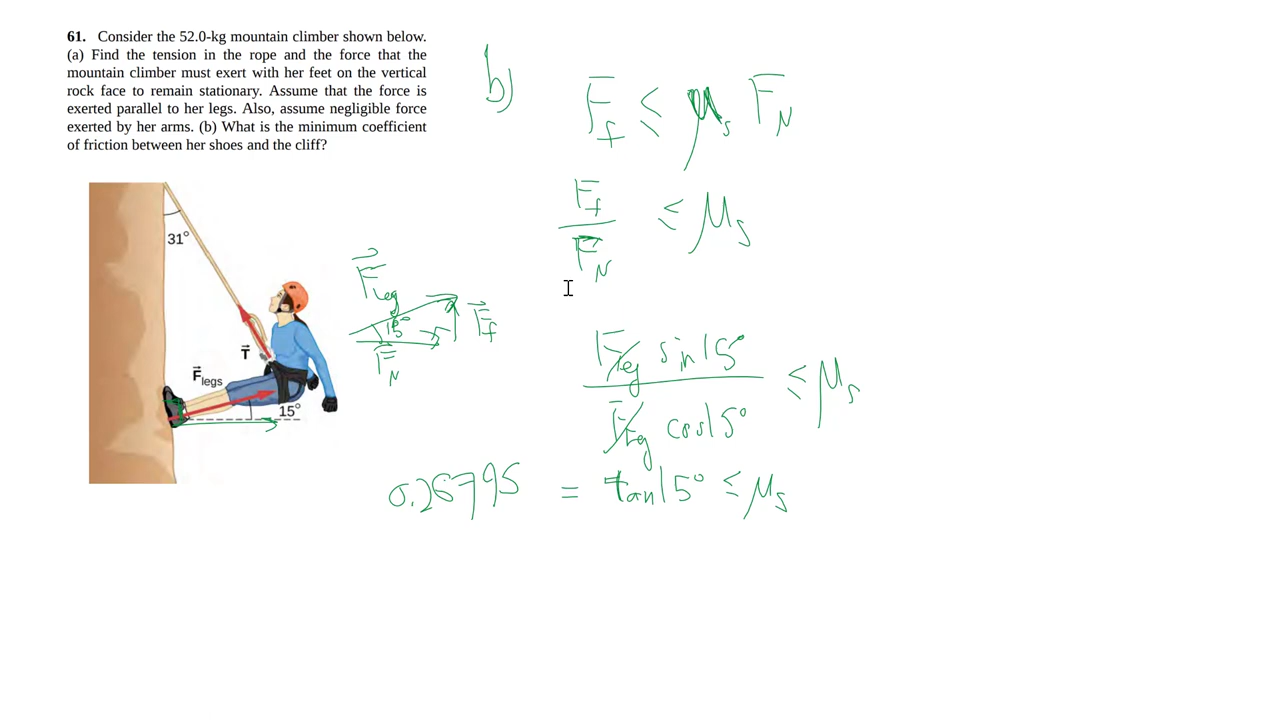 61. Consider the 52.0-kg mountain climber shown below.
(a) Find the tension in the rope and the force that the
mountain climber must exert with her feet on the vertical
rock face to remain stationary. Assume that the force is
exerted parallel to her legs. Also, assume negligible force
exerted by her arms. (b) What is the minimum coefficient
of friction between her shoes and the cliff?
31°
T⃗
F⃗legs
15°
F⃗leg
15°
F⃗f
F⃗N
b)
Ff ≤ μs FN
Ff / FN ≤ μs
Fleg sin15° / Fleg cos15° ≤ μs
0.26795 = tan15° ≤ μs